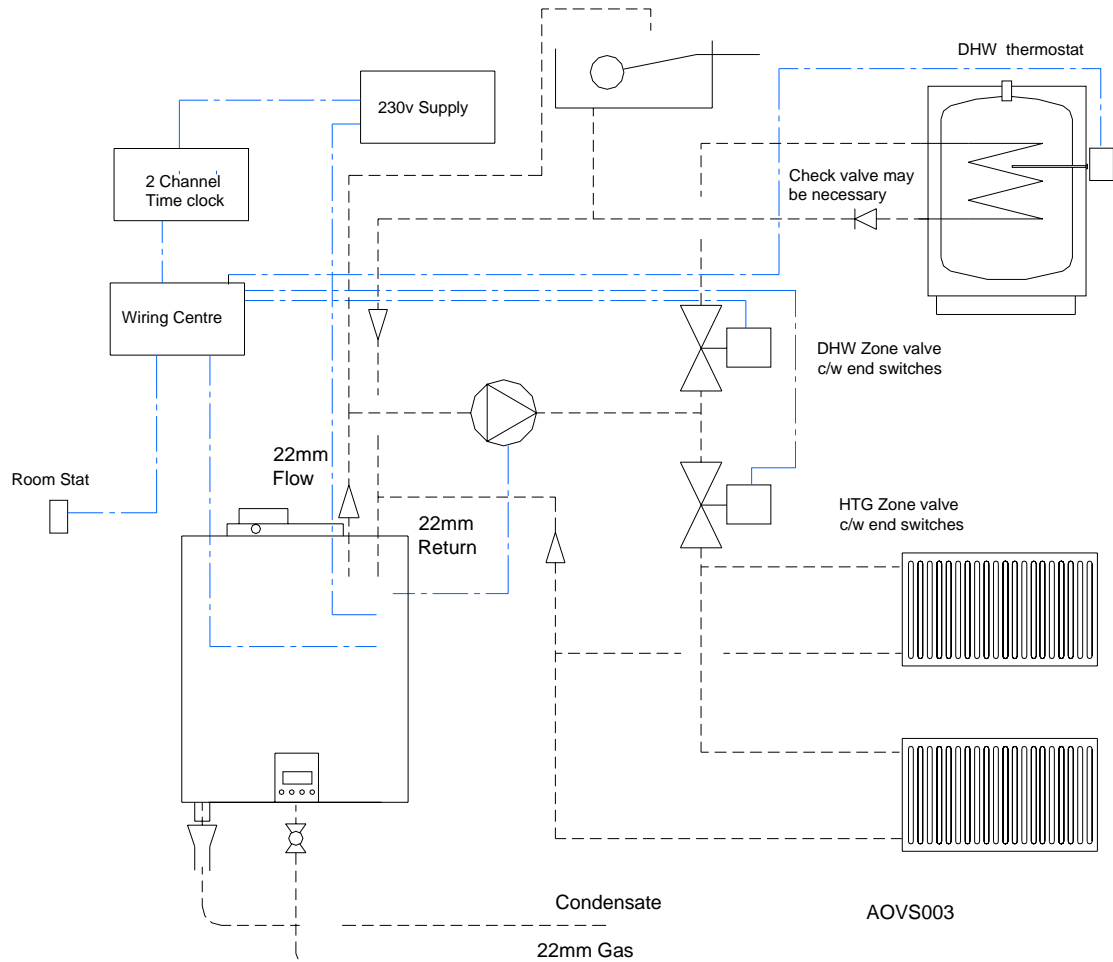 DHW thermostat
230v Supply
2 Channel
Time clock
Check valve may
be necessary
Wiring Centre
DHW Zone valve
c/w end switches
22mm
Flow
Room Stat
22mm
Return
HTG Zone valve
c/w end switches
Condensate
AOVS003
22mm Gas